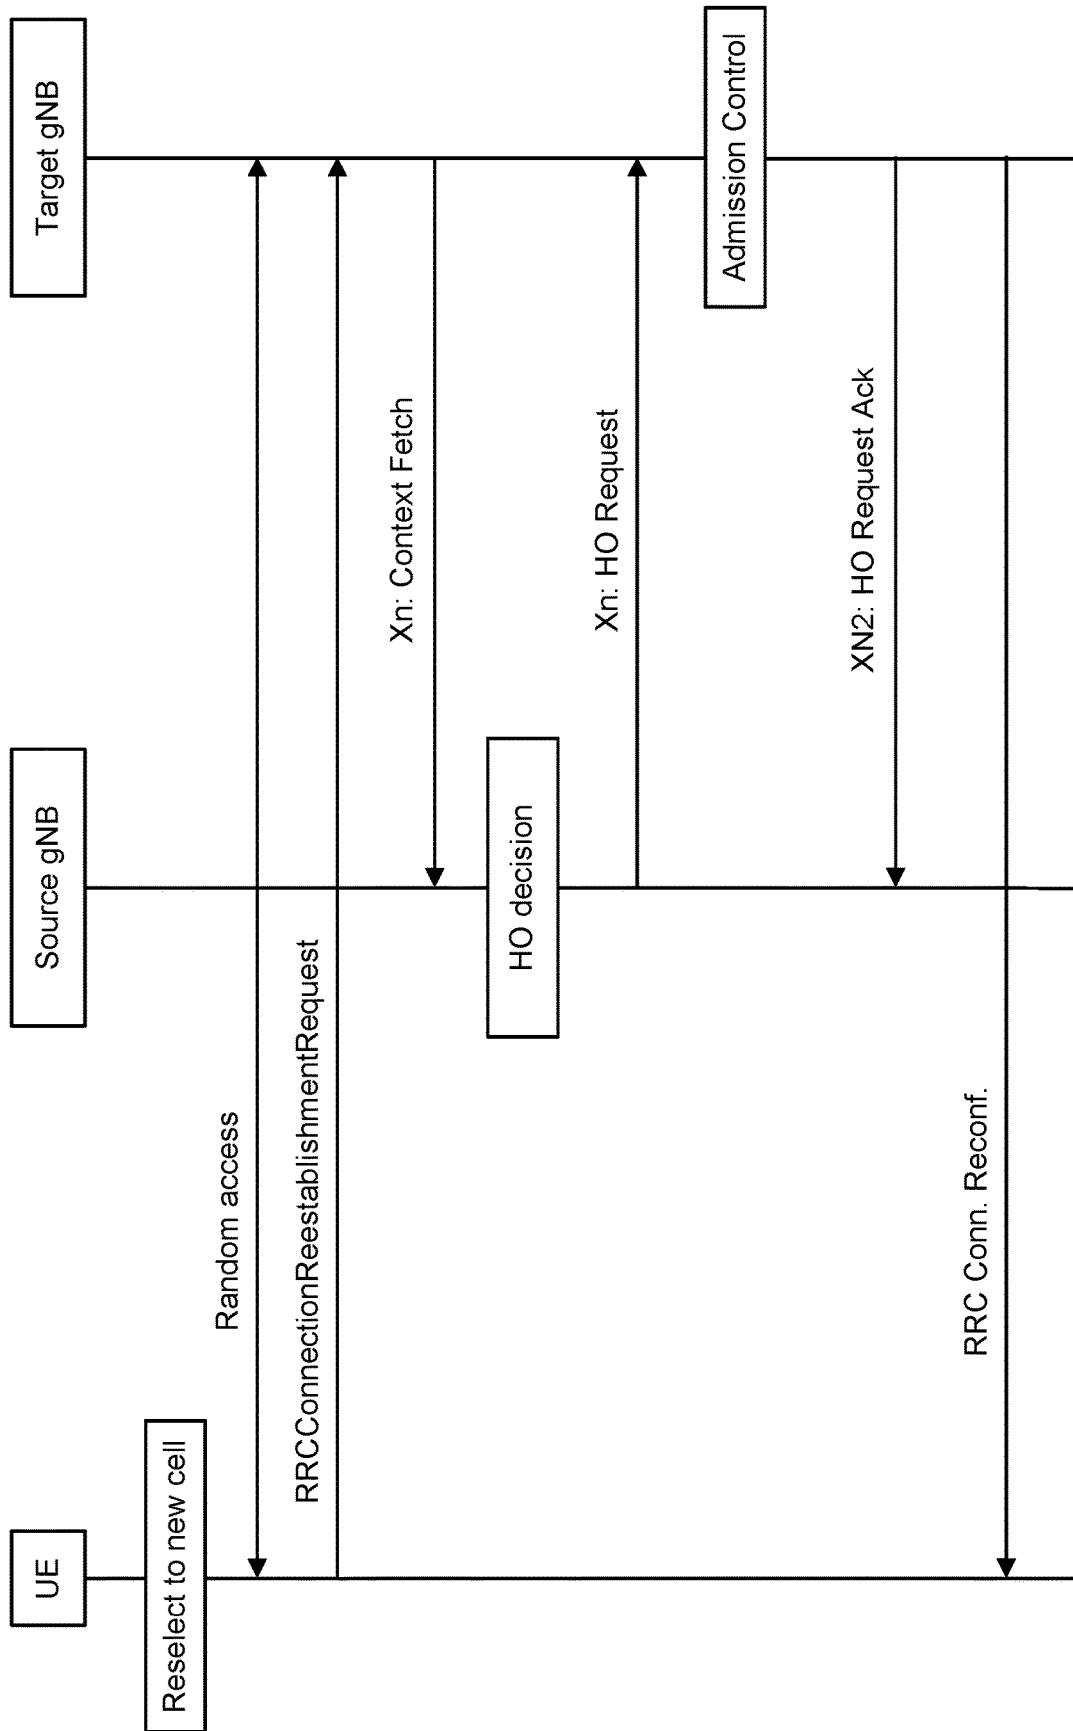 UE
Source gNB
Target gNB
Reselect to new cell
Random access
RRCConnectionReestablishmentRequest
Xn: Context Fetch
HO decision
Xn: HO Request
Admission Control
XN2: HO Request Ack
RRC Conn. Reconf.